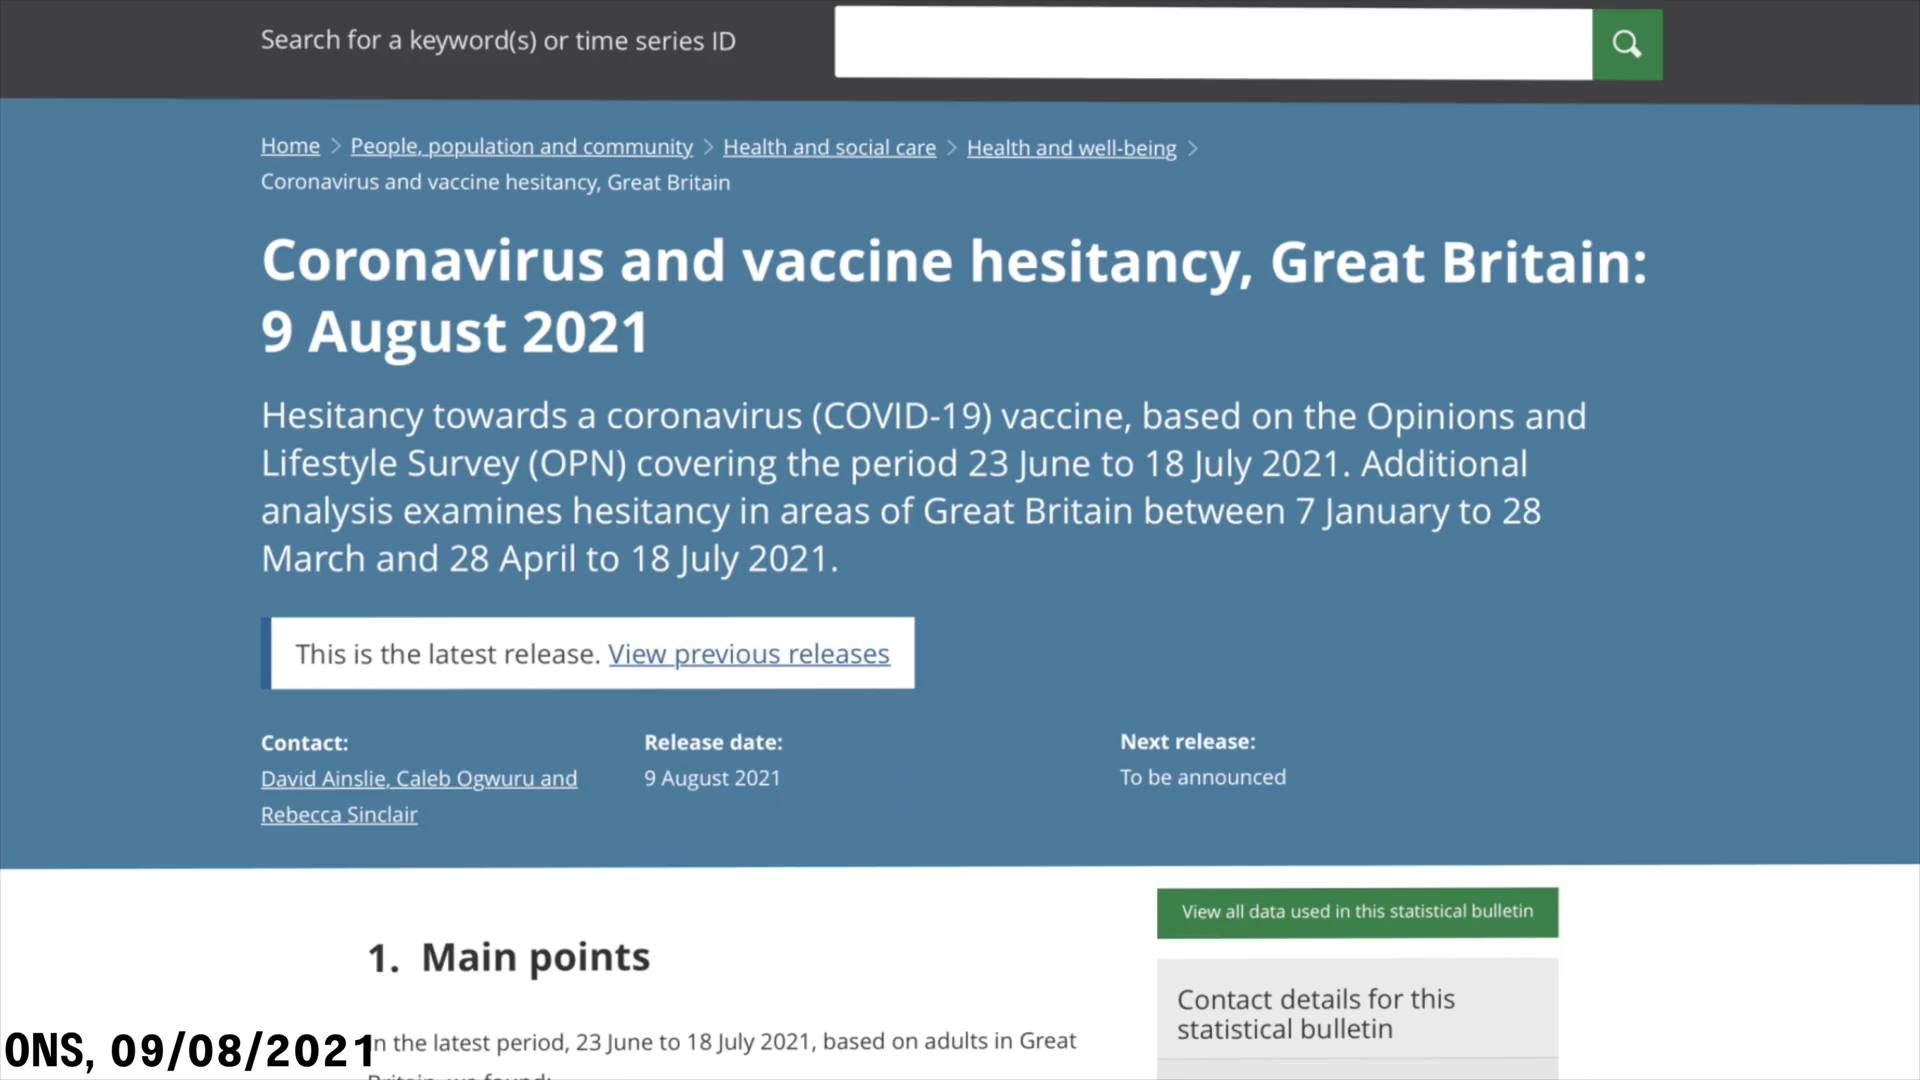 Search for a keyword(s) or time series ID
Home > People, population and community > Health and social care > Health and well-being >
Coronavirus and vaccine hesitancy, Great Britain
Coronavirus and vaccine hesitancy, Great Britain:
9 August 2021
Hesitancy towards a coronavirus (COVID-19) vaccine, based on the Opinions and
Lifestyle Survey (OPN) covering the period 23 June to 18 July 2021. Additional
analysis examines hesitancy in areas of Great Britain between 7 January to 28
March and 28 April to 18 July 2021.
This is the latest release. View previous releases
Contact:
David Ainslie, Caleb Ogwuru and
Rebecca Sinclair
Release date:
9 August 2021
Next release:
To be announced
View all data used in this statistical bulletin
1. Main points
Contact details for this
statistical bulletin
In the latest period, 23 June to 18 July 2021, based on adults in Great
ONS, 09/08/2021